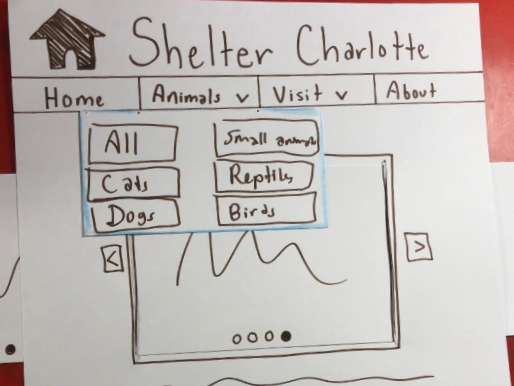 Shelter Charlotte
Home Animals v Visit v About
All Small animals
Cats Reptiles
Dogs Birds
< >